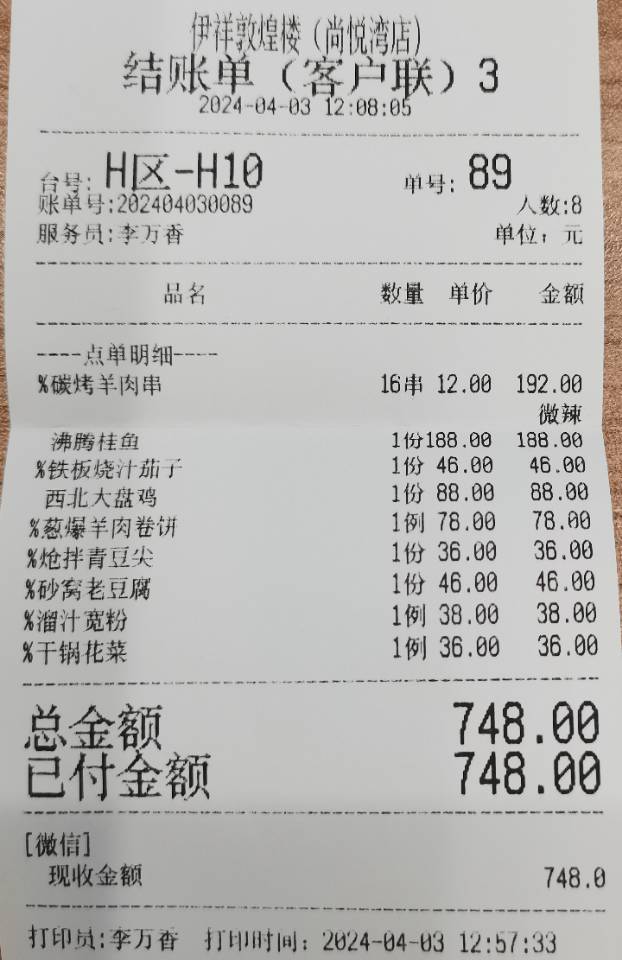 伊祥敦煌楼（尚悦湾店）
结账单（客户联）3
2024-04-03 12:08:05
台号: H区-H10 单号: 89
账单号:202404030089 人数:8
服务员:李万香 单位：元
品名 数量 单价 金额
----点单明细----
%碳烤羊肉串 16串 12.00 192.00
微辣
沸腾桂鱼 1份188.00 188.00
%铁板烧汁茄子 1份 46.00 46.00
西北大盘鸡 1份 88.00 88.00
%葱爆羊肉卷饼 1例 78.00 78.00
%炝拌青豆尖 1份 36.00 36.00
%砂窝老豆腐 1份 46.00 46.00
%溜汁宽粉 1例 38.00 38.00
%干锅花菜 1例 36.00 36.00
总金额 748.00
已付金额 748.00
[微信]
现收金额 748.0
打印员:李万香 打印时间：2024-04-03 12:57:33